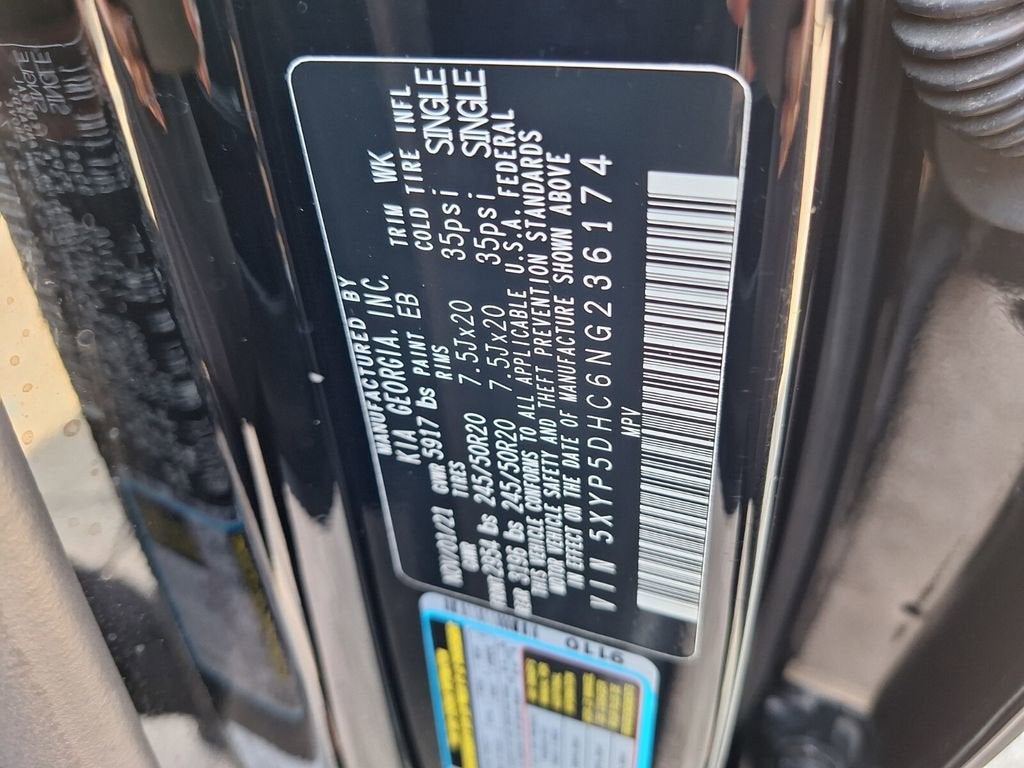 MANUFACTURED BY
KIA GEORGIA, INC.
GVWR 5917 lbs PAINT EB TRIM WK
GAWR TIRES RIMS COLD TIRE INFL
FRONT 2954 lbs 245/50R20 7.5Jx20 35psi SINGLE
REAR 3196 lbs 245/50R20 7.5Jx20 35psi SINGLE
THIS VEHICLE CONFORMS TO ALL APPLICABLE U.S.A. FEDERAL
MOTOR VEHICLE SAFETY AND THEFT PREVENTION STANDARDS
IN EFFECT ON THE DATE OF MANUFACTURE SHOWN ABOVE
VIN 5XYP5DHC6NG236174
MPV
9110